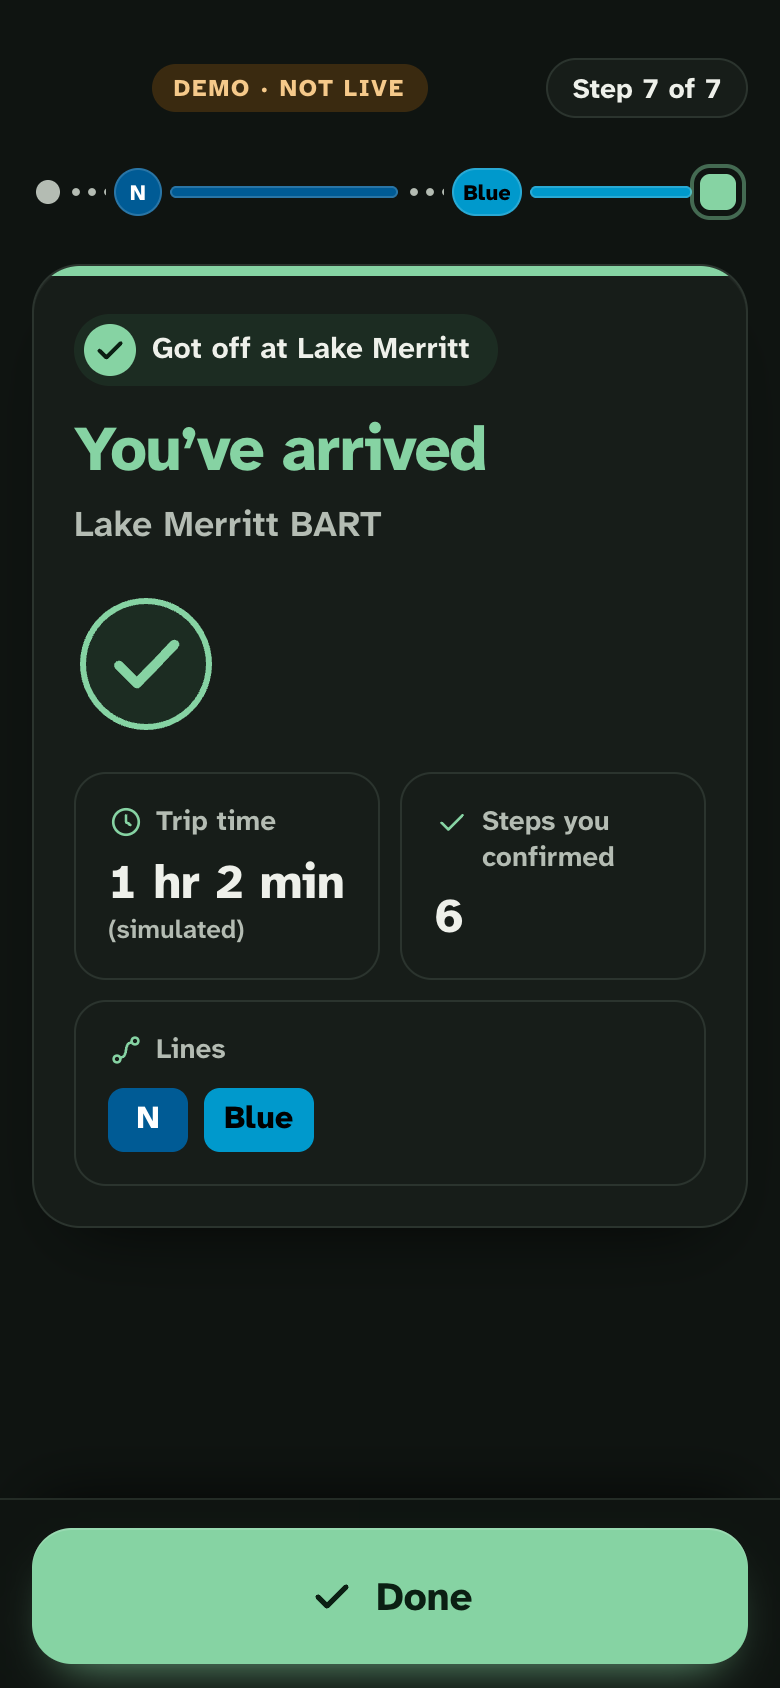 DEMO · NOT LIVE
Step 7 of 7
N
Blue
Got off at Lake Merritt
You’ve arrived
Lake Merritt BART
Trip time
1 hr 2 min
(simulated)
Steps you
confirmed
6
Lines
N
Blue
Done